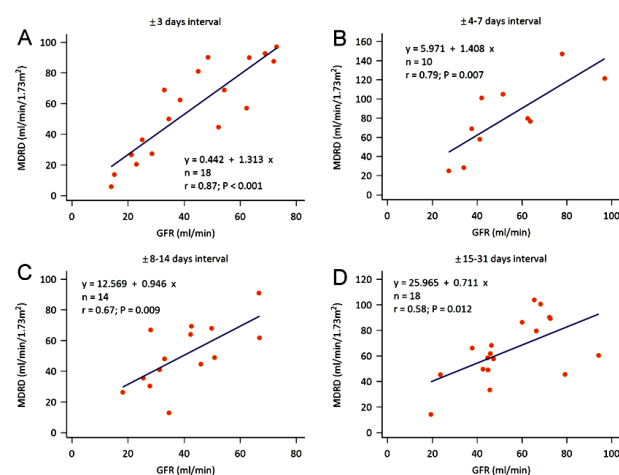 A
±3 days interval
MDRD (ml/min/1.73m²)
100
80
60
40
20
0
y = 0.442 + 1.313 x
n = 18
r = 0.87; P < 0.001
0 20 40 60 80
GFR (ml/min)
B
±4-7 days interval
MDRD (ml/min/1.73m²)
160
140
120
100
80
60
40
20
0
y = 5.971 + 1.408 x
n = 10
r = 0.79; P = 0.007
0 20 40 60 80 100
GFR (ml/min)
C
±8-14 days interval
MDRD (ml/min/1.73m²)
100
80
60
40
20
0
y = 12.569 + 0.946 x
n = 14
r = 0.67; P = 0.009
0 20 40 60 80
GFR (ml/min)
D
±15-31 days interval
MDRD (ml/min/1.73m²)
120
100
80
60
40
20
0
y = 25.965 + 0.711 x
n = 18
r = 0.58; P = 0.012
0 20 40 60 80 100
GFR (ml/min)